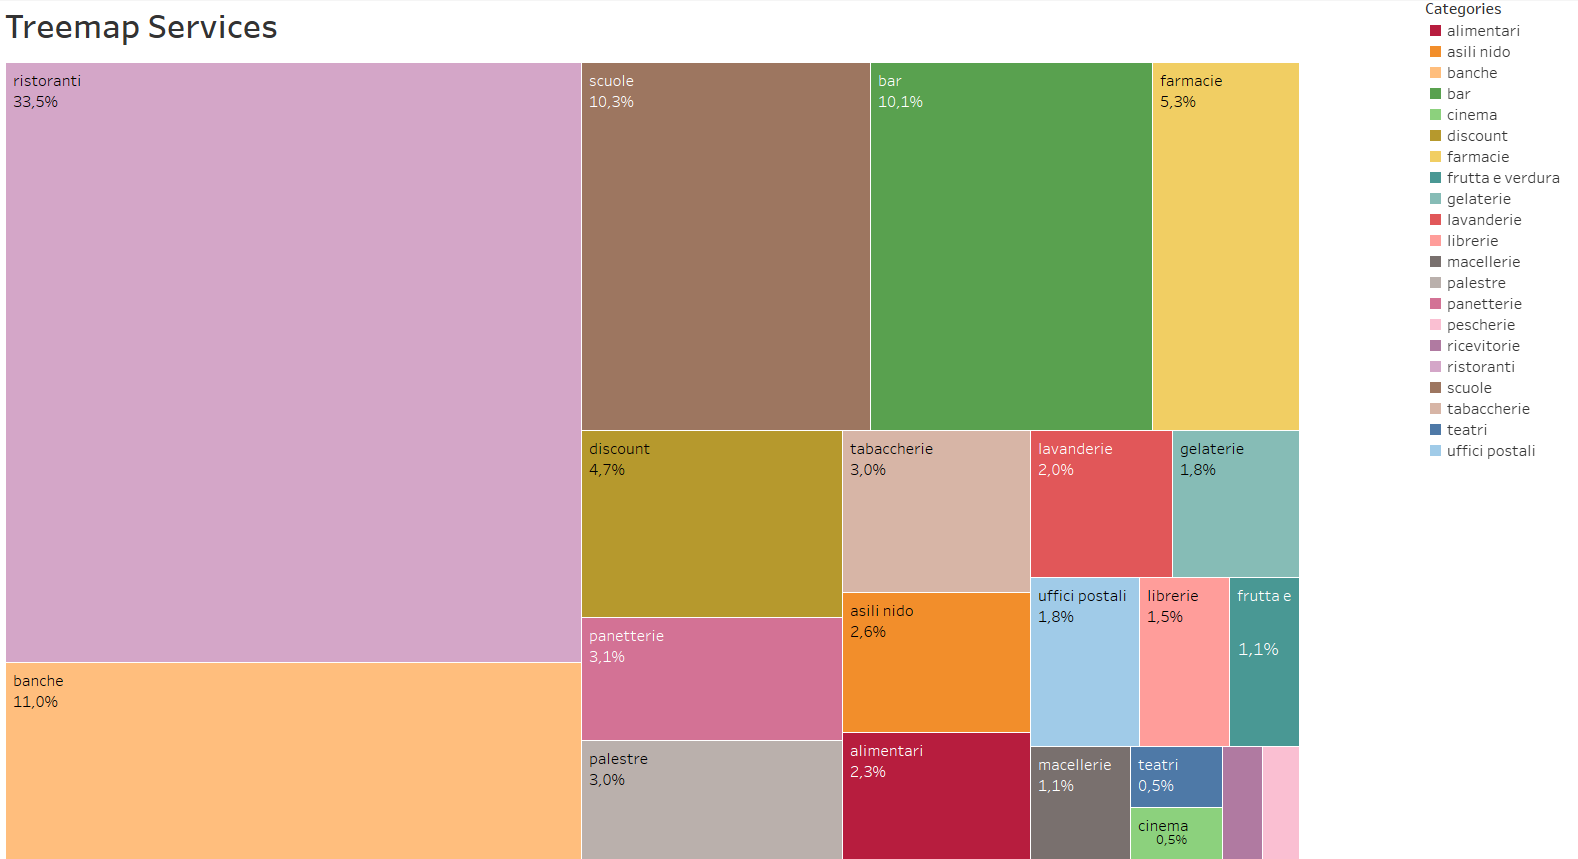 Treemap Services
ristoranti
33,5%
banche
11,0%
scuole
10,3%
bar
10,1%
farmacie
5,3%
discount
4,7%
panetterie
3,1%
palestre
3,0%
tabaccherie
3,0%
asili nido
2,6%
alimentari
2,3%
lavanderie
2,0%
gelaterie
1,8%
uffici postali
1,8%
librerie
1,5%
frutta e
1,1%
macellerie
1,1%
teatri
0,5%
cinema
0,5%
Categories
alimentari
asili nido
banche
bar
cinema
discount
farmacie
frutta e verdura
gelaterie
lavanderie
librerie
macellerie
palestre
panetterie
pescherie
ricevitorie
ristoranti
scuole
tabaccherie
teatri
uffici postali